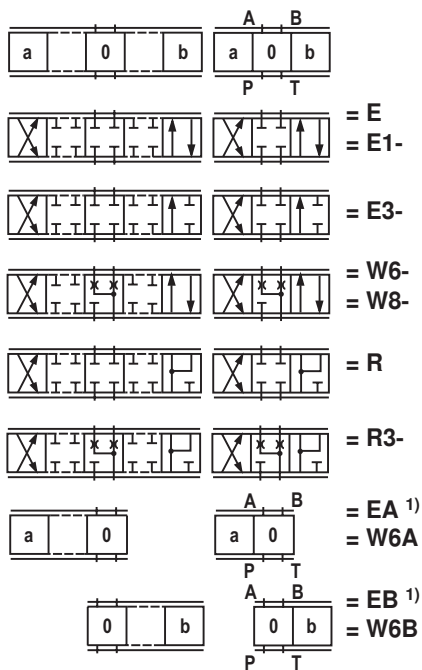 A B
a 0 b a 0 b
P T
= E
= E1-
= E3-
= W6-
= W8-
= R
= R3-
A B
a 0 a 0 = EA 1)
= W6A
P T
A B
= EB 1)
0 b 0 b = W6B
P T